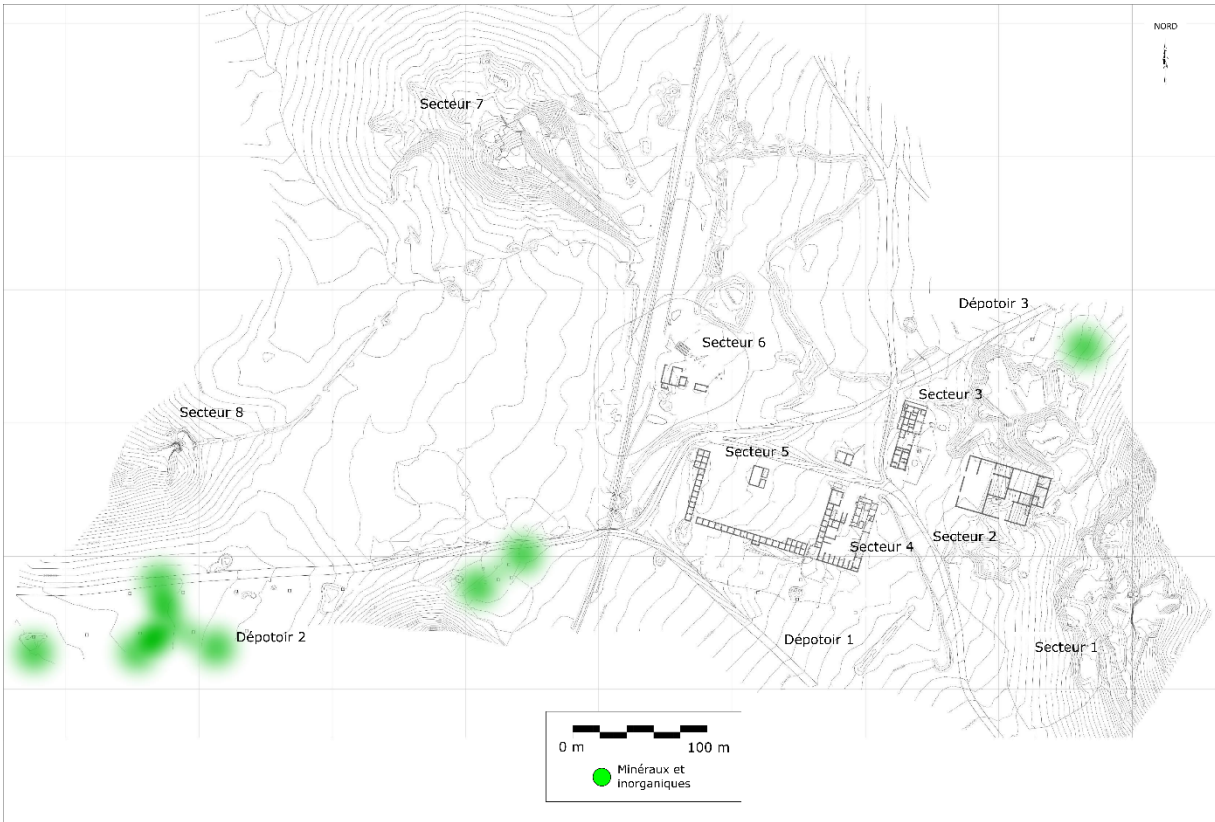 NORD
Secteur 7
Dépotoir 3
Secteur 6
Secteur 3
Secteur 8
Secteur 5
Secteur 2
Secteur 4
Dépotoir 2
Dépotoir 1
Secteur 1
0 m 100 m
Minéraux et
inorganiques